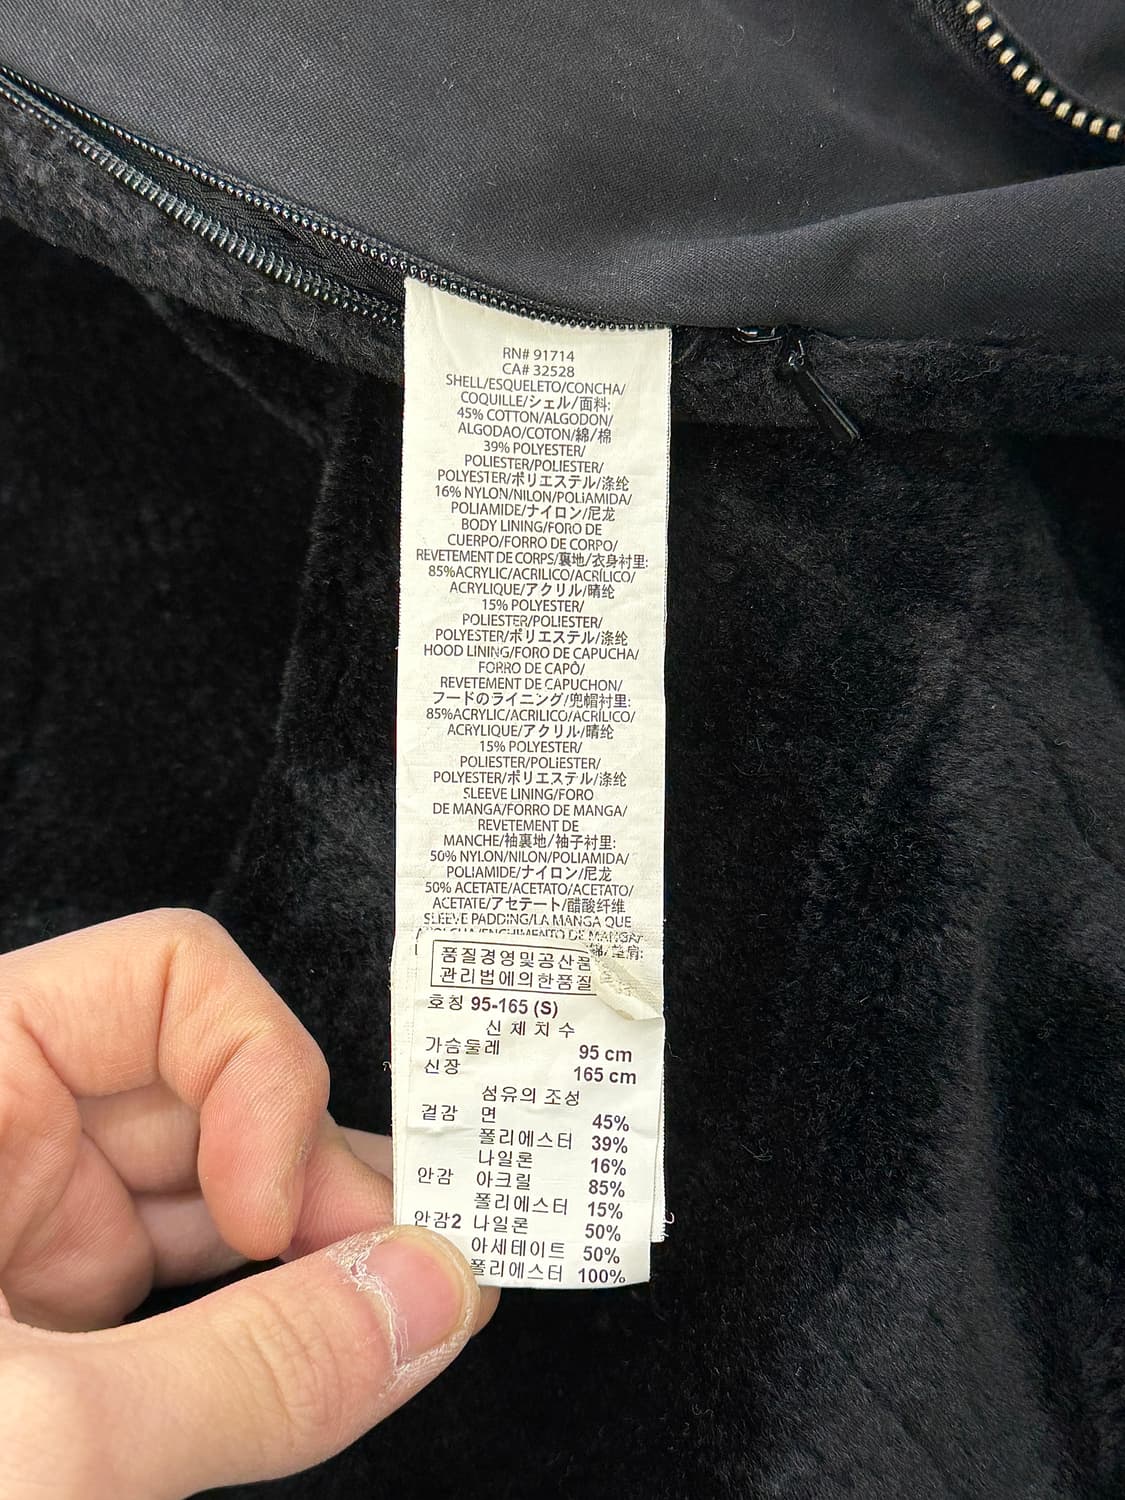 RN# 91714
CA# 32528
SHELL/ESQUELETO/CONCHA/
COQUILLE/シェル/面料:
45% COTTON/ALGODON/
ALGODAO/COTON/綿/棉
39% POLYESTER/
POLIESTER/POLIESTER/
POLYESTER/ポリエステル/涤纶
16% NYLON/NILON/POLIAMIDA/
POLIAMIDE/ナイロン/尼龙
BODY LINING/FORO DE
CUERPO/FORRO DE CORPO/
REVETEMENT DE CORPS/裏地/衣身衬里:
85%ACRYLIC/ACRILICO/ACRÍLICO/
ACRYLIQUE/アクリル/晴纶
15% POLYESTER/
POLIESTER/POLIESTER/
POLYESTER/ポリエステル/涤纶
HOOD LINING/FORO DE CAPUCHA/
FORRO DE CAPÔ/
REVETEMENT DE CAPUCHON/
フードのライニング/兜帽衬里:
85%ACRYLIC/ACRILICO/ACRÍLICO/
ACRYLIQUE/アクリル/晴纶
15% POLYESTER/
POLIESTER/POLIESTER/
POLYESTER/ポリエステル/涤纶
SLEEVE LINING/FORO
DE MANGA/FORRO DE MANGA/
REVETEMENT DE
MANCHE/袖裏地/袖子衬里:
50% NYLON/NILON/POLIAMIDA/
POLIAMIDE/ナイロン/尼龙
50% ACETATE/ACETATO/ACETATO/
ACETATE/アセテート/醋酸纤维
SLEEVE PADDING/LA MANGA QUE
품질경영및공산품
관리법에의한품질
호칭 95-165 (S)
신체치수
가슴둘레 95 cm
신장 165 cm
섬유의 조성
겉감 면 45%
폴리에스터 39%
나일론 16%
안감 아크릴 85%
폴리에스터 15%
안감2 나일론 50%
아세테이트 50%
폴리에스터 100%